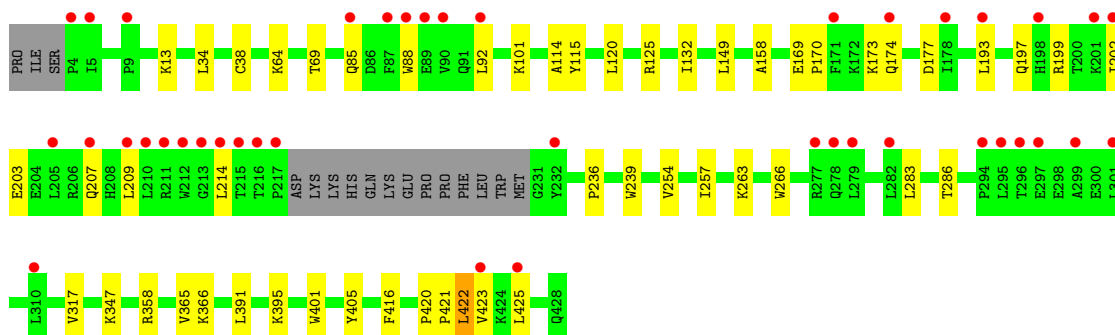 PRO ILE SER P4 I5 P9 K13 L34 C38 K64 T69 Q85 D86 F87 W88 E89 V90 Q91 L92 K101 A114 Y115 L120 R125 I132 L149 A158 E169 P170 F171 K172 K173 Q174 D177 I178 L193 Q197 H198 R199 T200 K201
E203 E204 L205 R206 Q207 H208 L209 L210 R211 W212 G213 L214 T215 T216 P217 ASP LYS LYS HIS GLN LYS GLU PRO PRO PHE LEU TRP MET G231 Y232 P236 W239 V254 I257 K263 W266 R277 Q278 L279 L282 L283 T286 P294 L295 T296 E297 E298 A299 E300 L301
L310 V317 K347 R358 V365 K366 L391 K395 W401 Y405 F416 P420 P421 L422 V423 K424 L425 Q428